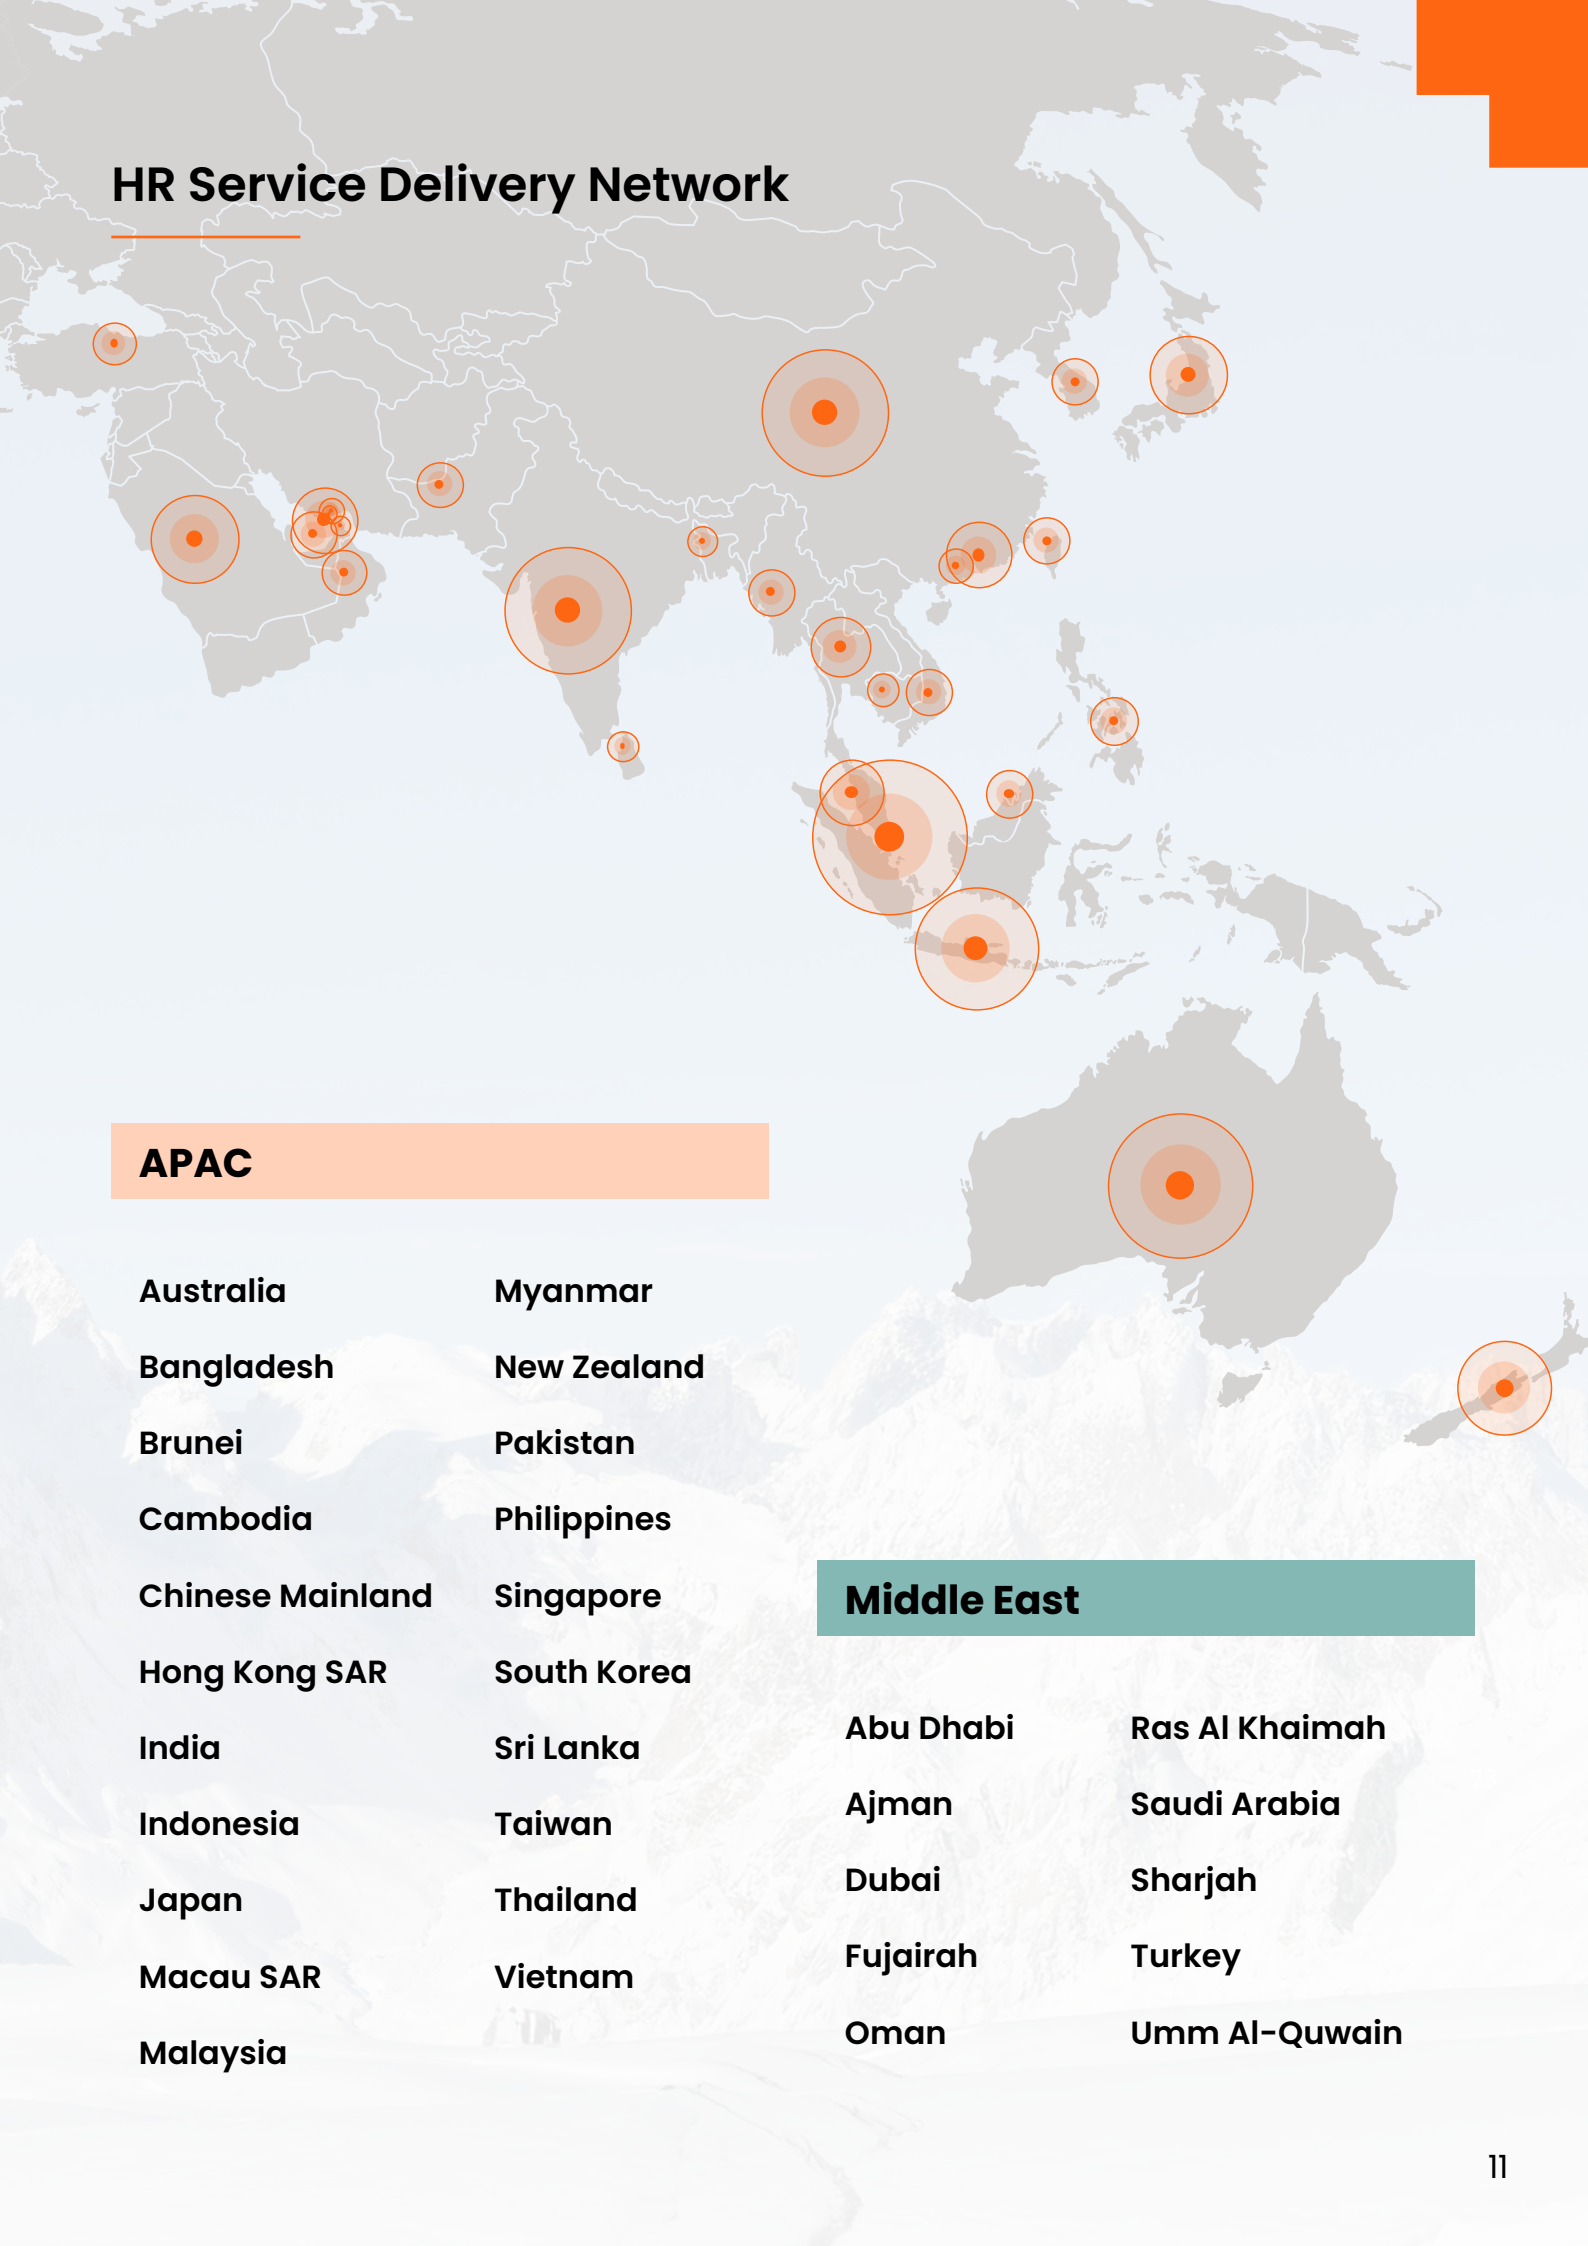 HR Service Delivery Network
APAC
Australia
Bangladesh
Brunei
Cambodia
Chinese Mainland
Hong Kong SAR
India
Indonesia
Japan
Macau SAR
Malaysia
Myanmar
New Zealand
Pakistan
Philippines
Singapore
South Korea
Sri Lanka
Taiwan
Thailand
Vietnam
Middle East
Abu Dhabi
Ajman
Dubai
Fujairah
Oman
Ras Al Khaimah
Saudi Arabia
Sharjah
Turkey
Umm Al-Quwain
11